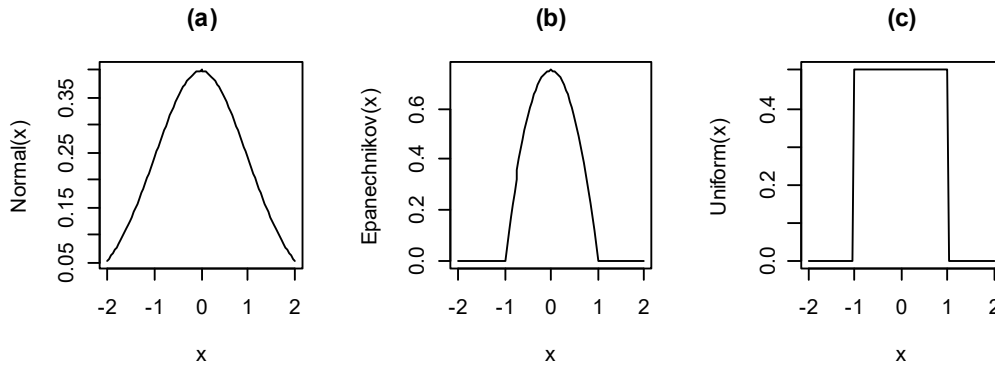 (a)
Normal(x)
0.05 0.15 0.25 0.35
-2 -1 0 1 2
x
(b)
Epanechnikov(x)
0.0 0.2 0.4 0.6
-2 -1 0 1 2
x
(c)
Uniform(x)
0.0 0.2 0.4
-2 -1 0 1 2
x